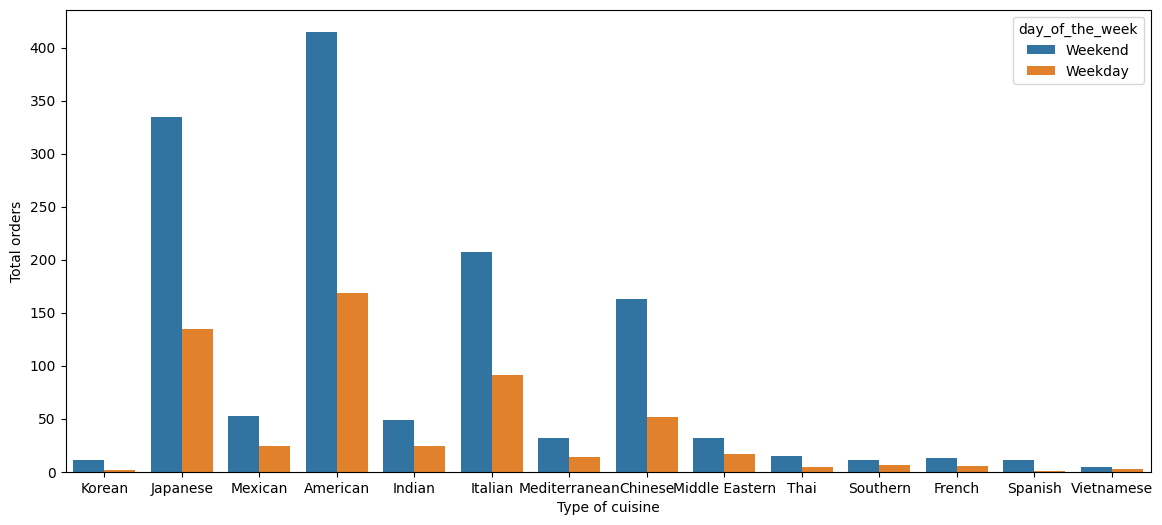 day_of_the_week
Weekend
Weekday
Total orders
400
350
300
250
200
150
100
50
0
Korean Japanese Mexican American Indian Italian Mediterranean Chinese Middle Eastern Thai Southern French Spanish Vietnamese
Type of cuisine